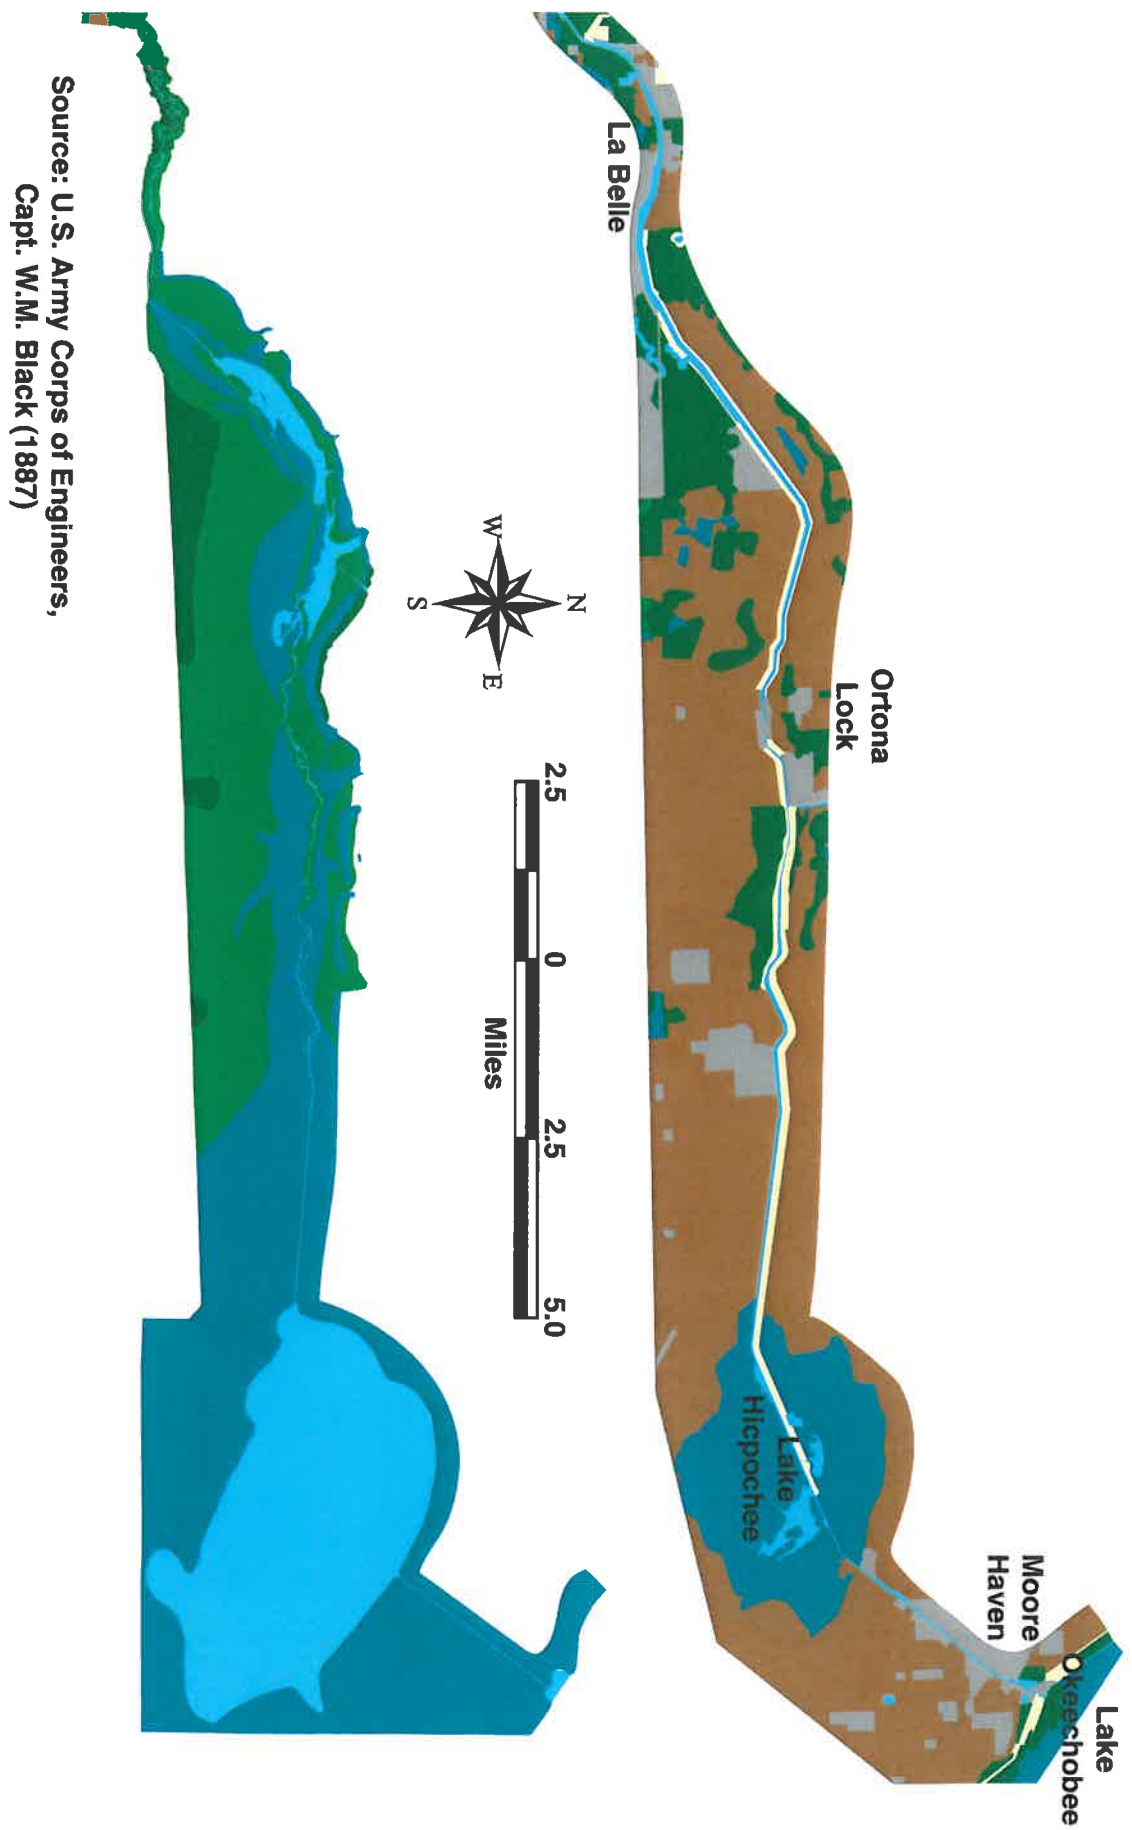 Lake
Okeechobee
Moore
Haven
Ortona
Lock
Lake
Hicpochee
La Belle
N
W
E
S
2.5 0 2.5 5.0
Miles
Source: U.S. Army Corps of Engineers,
Capt. W.M. Black (1887)